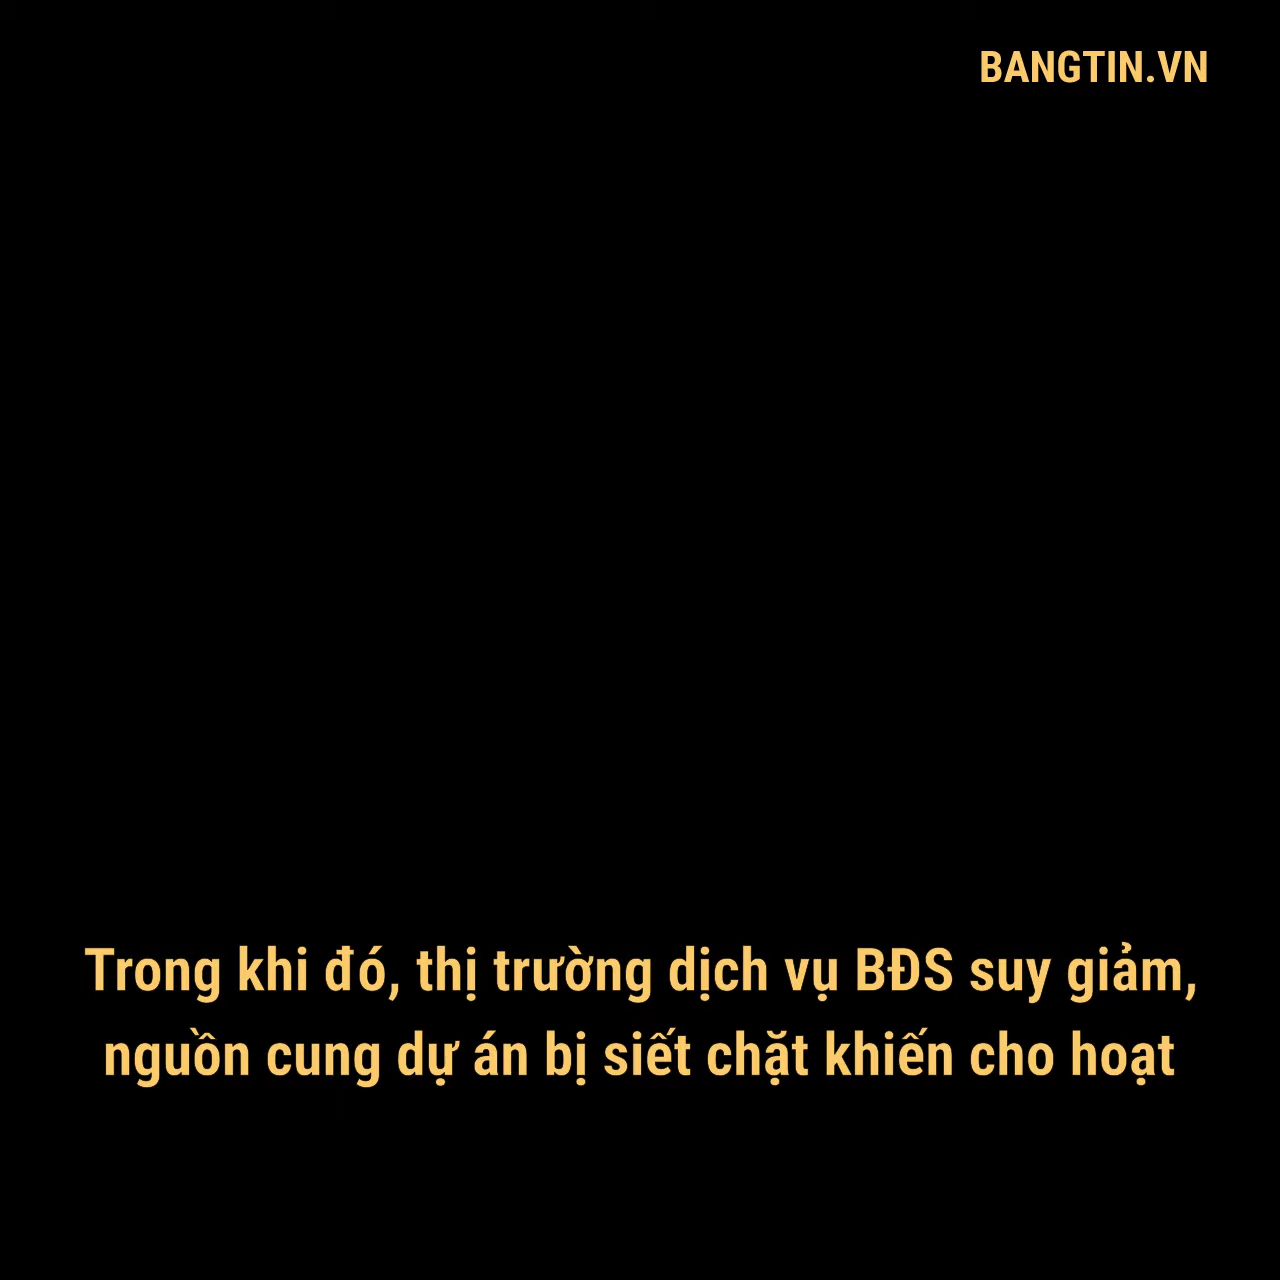 BANGTIN.VN
Trong khi đó, thị trường dịch vụ BĐS suy giảm,
nguồn cung dự án bị siết chặt khiến cho hoạt